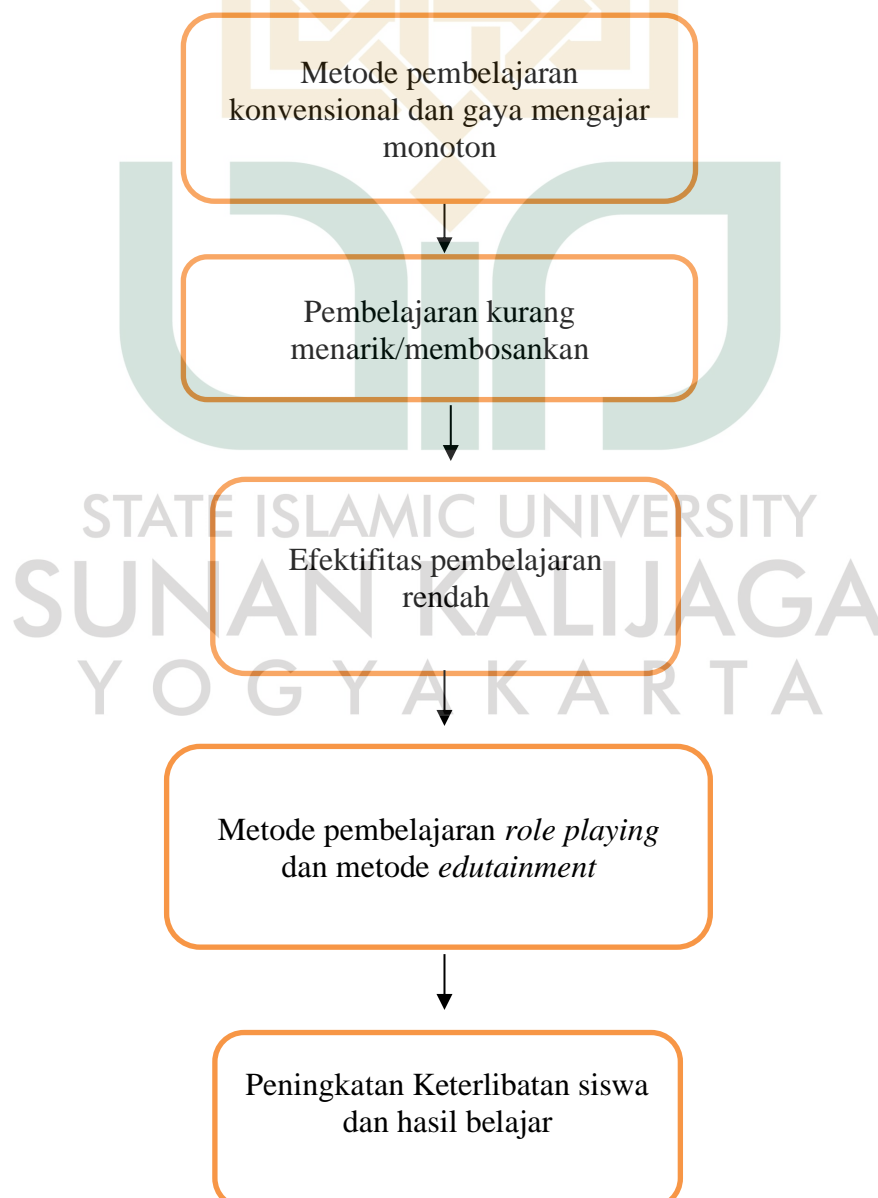 Metode pembelajaran
konvensional dan gaya mengajar
monoton
Pembelajaran kurang
menarik/membosankan
STATE ISLAMIC UNIVERSITY
Efektifitas pembelajaran
rendah
SUNAN KALIJAGA
YOGYAKARTA
Metode pembelajaran role playing
dan metode edutainment
Peningkatan Keterlibatan siswa
dan hasil belajar